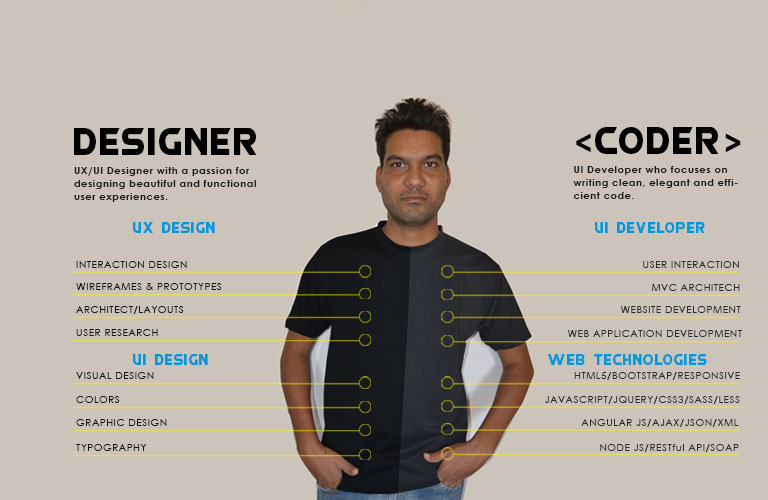 DESIGNER
UX/UI Designer with a passion for
designing beautiful and functional
user experiences.
UX DESIGN
INTERACTION DESIGN
WIREFRAMES & PROTOTYPES
ARCHITECT/LAYOUTS
USER RESEARCH
UI DESIGN
VISUAL DESIGN
COLORS
GRAPHIC DESIGN
TYPOGRAPHY
<CODER>
UI Developer who focuses on
writing clean, elegant and effi-
cient code.
UI DEVELOPER
USER INTERACTION
MVC ARCHITECH
WEBSITE DEVELOPMENT
WEB APPLICATION DEVELOPMENT
WEB TECHNOLOGIES
HTML5/BOOTSTRAP/RESPONSIVE
JAVASCRIPT/JQUERY/CSS3/SASS/LESS
ANGULAR JS/AJAX/JSON/XML
NODE JS/RESTful API/SOAP